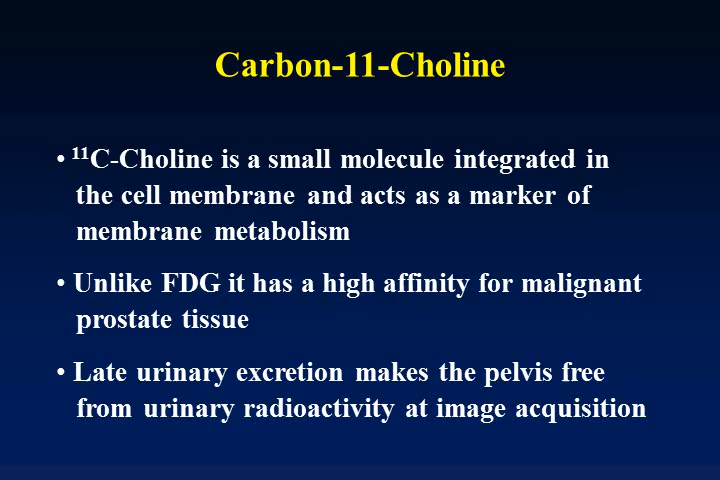 Carbon-11-Choline
• ¹¹C-Choline is a small molecule integrated in
the cell membrane and acts as a marker of
membrane metabolism
• Unlike FDG it has a high affinity for malignant
prostate tissue
• Late urinary excretion makes the pelvis free
from urinary radioactivity at image acquisition